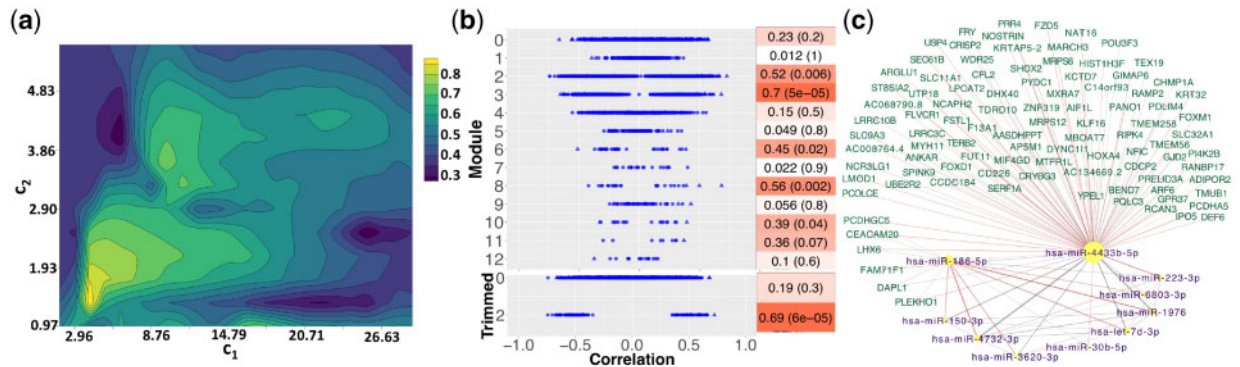 (a)
4.83
3.86
2.90
1.93
0.97
c2
2.96 8.76 14.79 20.71 26.63
c1
0.8
0.7
0.6
0.5
0.4
0.3
(b)
Module
0 0.23 (0.2)
1 0.012 (1)
2 0.52 (0.006)
3 0.7 (5e-05)
4 0.15 (0.5)
5 0.049 (0.8)
6 0.45 (0.02)
7 0.022 (0.9)
8 0.56 (0.002)
9 0.056 (0.8)
10 0.39 (0.04)
11 0.36 (0.07)
12 0.1 (0.6)
Trimmed
0 0.19 (0.3)
2 0.69 (6e-05)
-1.0 -0.5 0.0 0.5 1.0
Correlation
(c)
PRR4 FZD5
FRY NOSTRIN NAT16
USP4 CRISP2 KRTAP5-2 MARCH3 POU3F3
SEC61B WDR25 MRPS6 HIST1H3F TEX19
ARGLU1 CFL2 SHOX2 KCTD7 GIMAP6
SLC11A1 PYDC1 C14orf93 CHMP1A
ST8SIA2 LPCAT2 DHX40 MXRA7 RAMP2 KRT32
UTP18 NCAPH2 TDRD10 ZNF319 AIF1L PANO1 PDLIM4
AC068790.8 FLVCR1 FSTL1 FOXM1
LRRC10B F13A1 MRPS12 KLF16 TMEM258
SLC9A3 LRRC3C AASDHPPT MBOAT7 RIPK4 SLC32A1
AC008764.4 MYH11 TERB2 AP5M1 DYNC1I1 NFIC TMEM56
ANKAR FUT11 MIF4GD HOXA4 GJD2 PI4K2B
NCR3LG1 FOXD1 MTFR1L CDCP2 RANBP17
LMOD1 SPINK9 CD226 CRYBG3 AC134669.2 PRELID3A ADIPOR2
PCOLCE UBE2R2 CCDC184 SERF1A YPEL1 BEND7 ARF6 TMUB1
PQLC3 GPR37 PCDHA5
RCAN3 IPO5 DEF6
PCDHGC5
CEACAM20
LHX6
hsa-miR-4433b-5p
hsa-miR-186-5p
FAM71F1
hsa-miR-223-3p
DAPL1
hsa-miR-6803-3p
PLEKHO1
hsa-miR-1976
hsa-miR-150-3p
hsa-let-7d-3p
hsa-miR-4732-3p
hsa-miR-30b-5p
hsa-miR-3620-3p